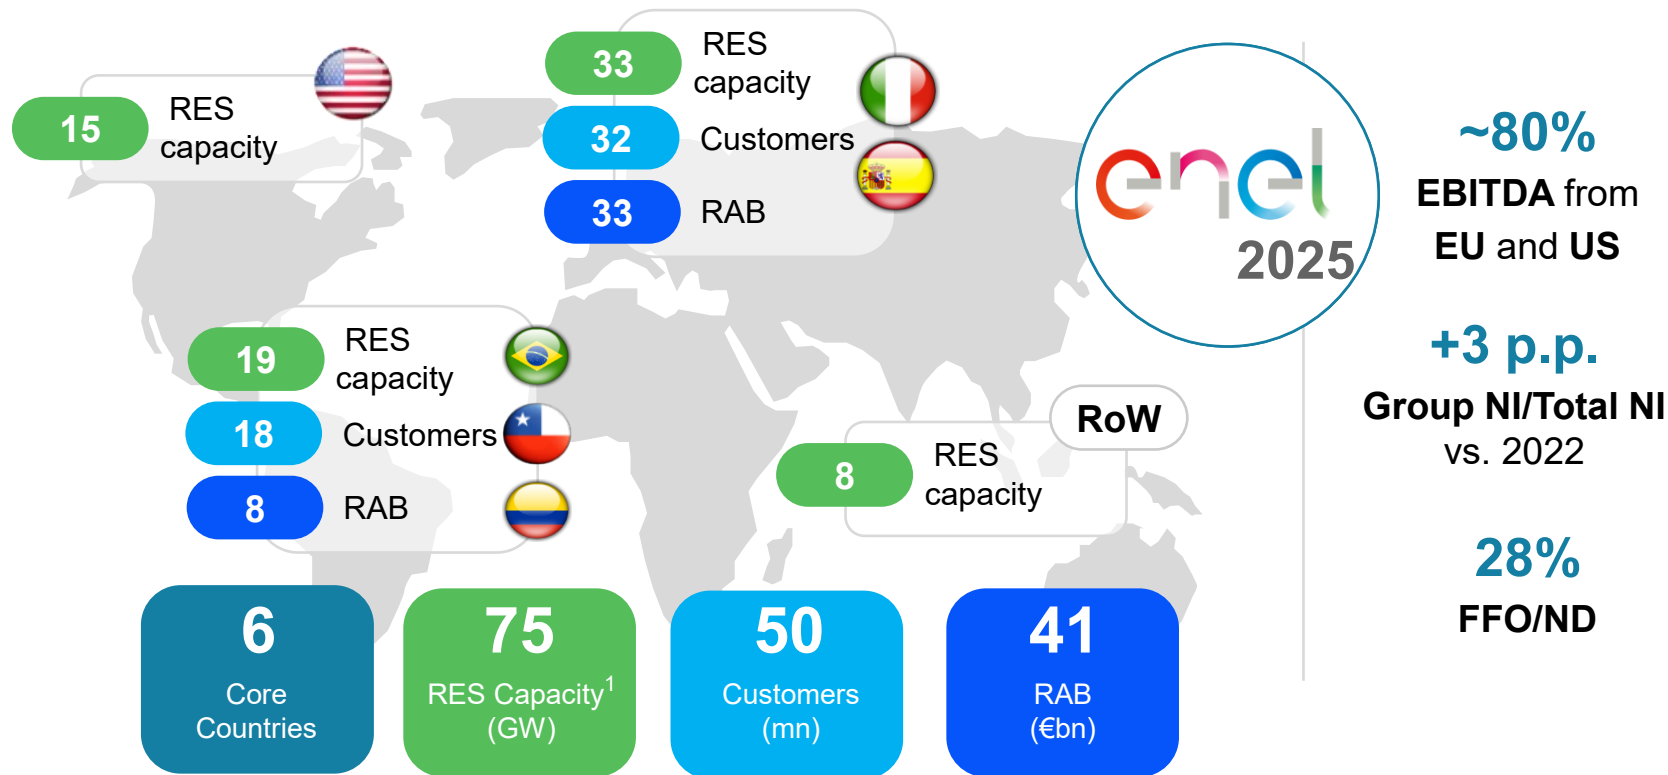 15
RES
capacity
33
RES
capacity
32
Customers
33
RAB
19
RES
capacity
18
Customers
8
RAB
RoW
8
RES
capacity
6
Core
Countries
75
RES Capacity1
(GW)
50
Customers
(mn)
41
RAB
(€bn)
enel
2025
~80%
EBITDA from
EU and US
+3 p.p.
Group NI/Total NI
vs. 2022
28%
FFO/ND